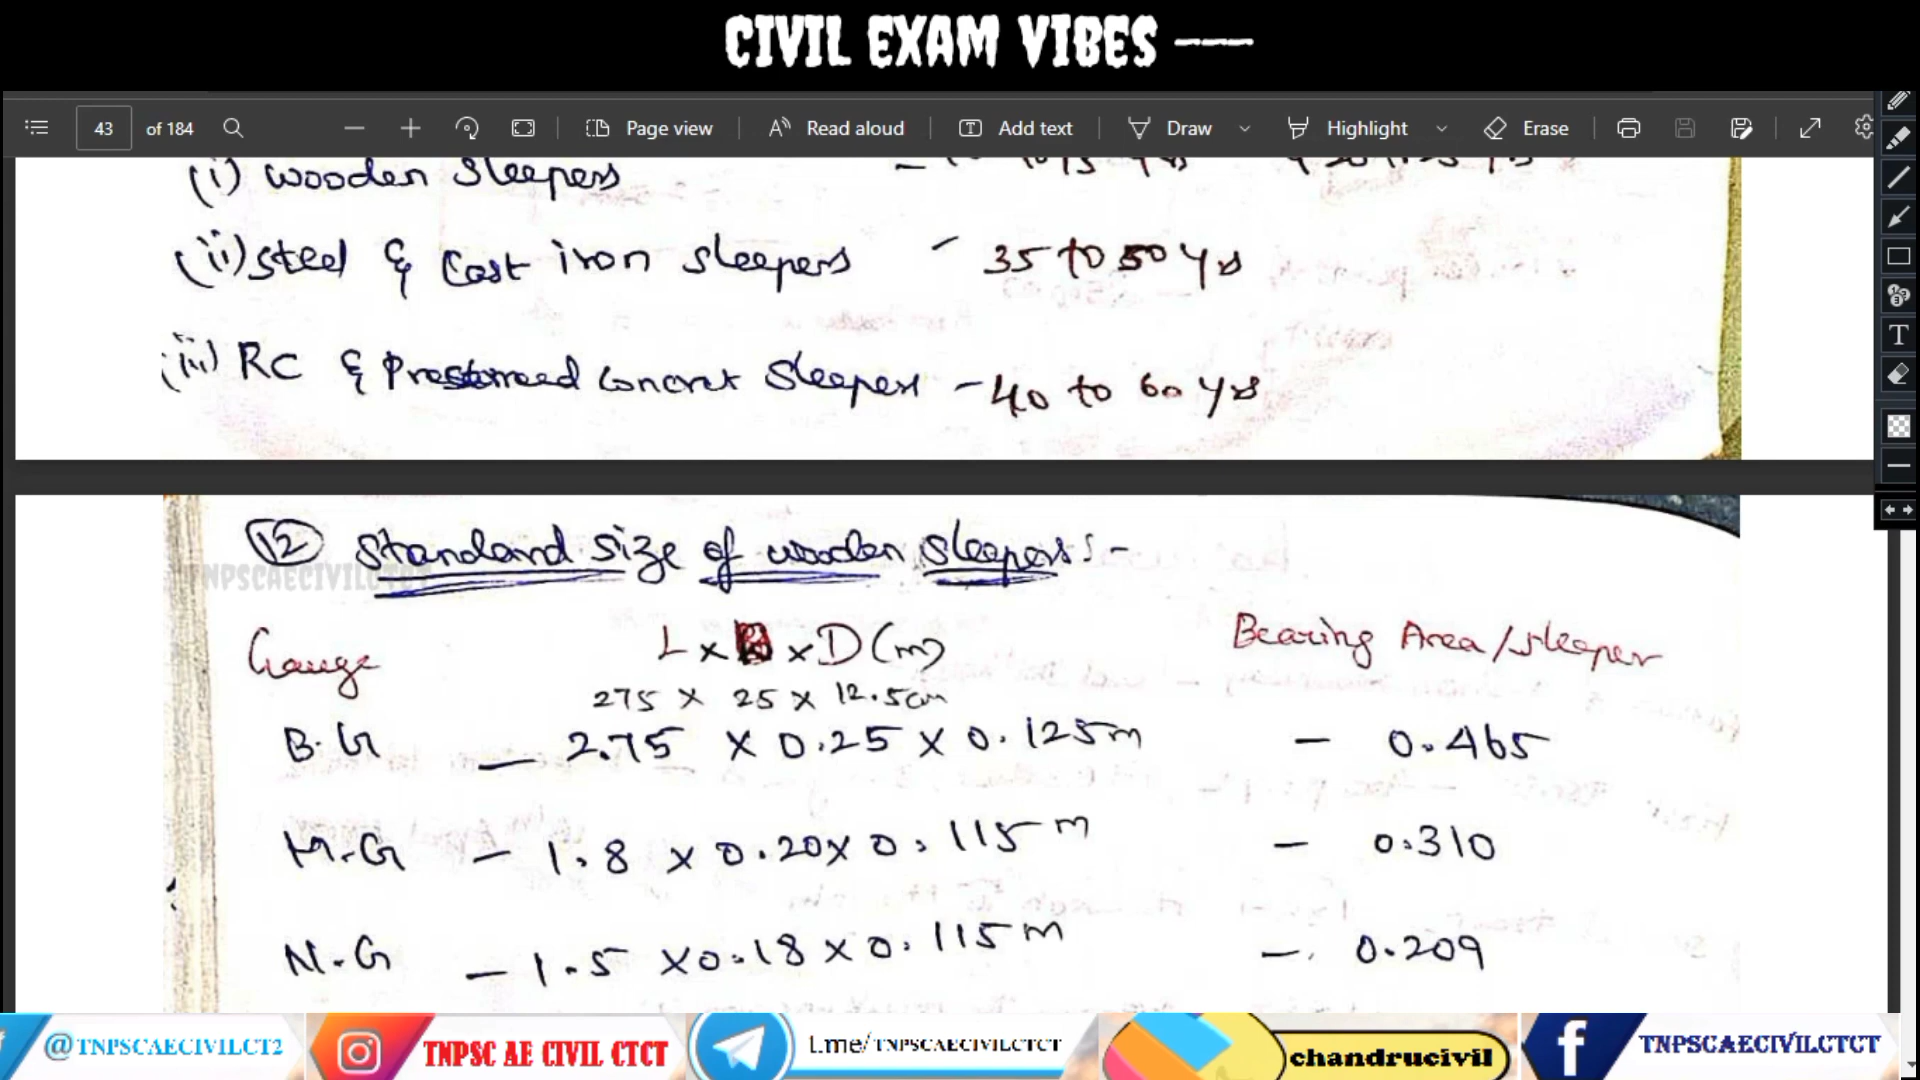 CIVIL EXAM VIBES ---
43 of 184 Page view Read aloud Add text Draw Highlight Erase
(i) wooden Sleepers
(ii) Steel & Cast iron sleepers - 35 to 50 yrs
(iii) RC & Prestressed Concret Sleepers - 40 to 60 yrs
(12) Standard size of wooden sleepers :-
TNPSCAECIVILCTCT
Gauge L x B x D (m) Bearing Area/sleeper
275 x 25 x 12.5cm
B.G - 2.75 x 0.25 x 0.125m - 0.465
M.G - 1.8 x 0.20 x 0.115 m - 0.310
N.G - 1.5 x 0.18 x 0.115 m - 0.209
@TNPSCAECIVILCT2 TNPSC AE CIVIL CTCT t.me/TNPSCAECIVILCTCT chandrucivil TNPSCAECIVILCTCT